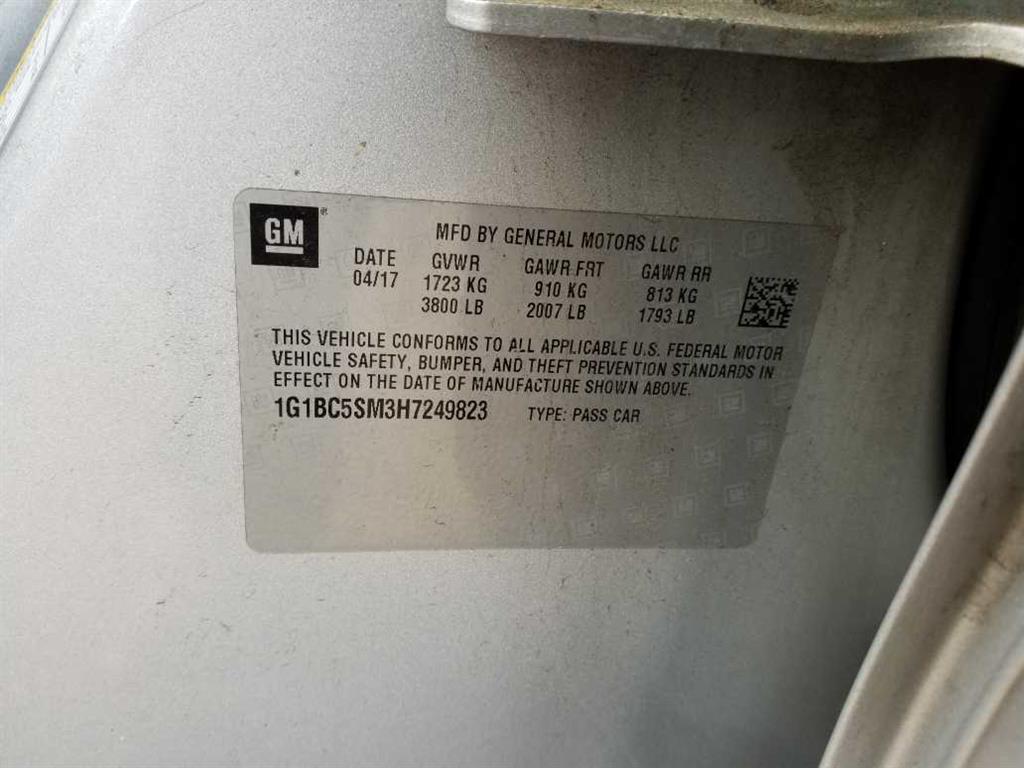 GM®
MFD BY GENERAL MOTORS LLC
DATE GVWR GAWR FRT GAWR RR
04/17 1723 KG 910 KG 813 KG
3800 LB 2007 LB 1793 LB
THIS VEHICLE CONFORMS TO ALL APPLICABLE U.S. FEDERAL MOTOR
VEHICLE SAFETY, BUMPER, AND THEFT PREVENTION STANDARDS IN
EFFECT ON THE DATE OF MANUFACTURE SHOWN ABOVE.
1G1BC5SM3H7249823 TYPE: PASS CAR